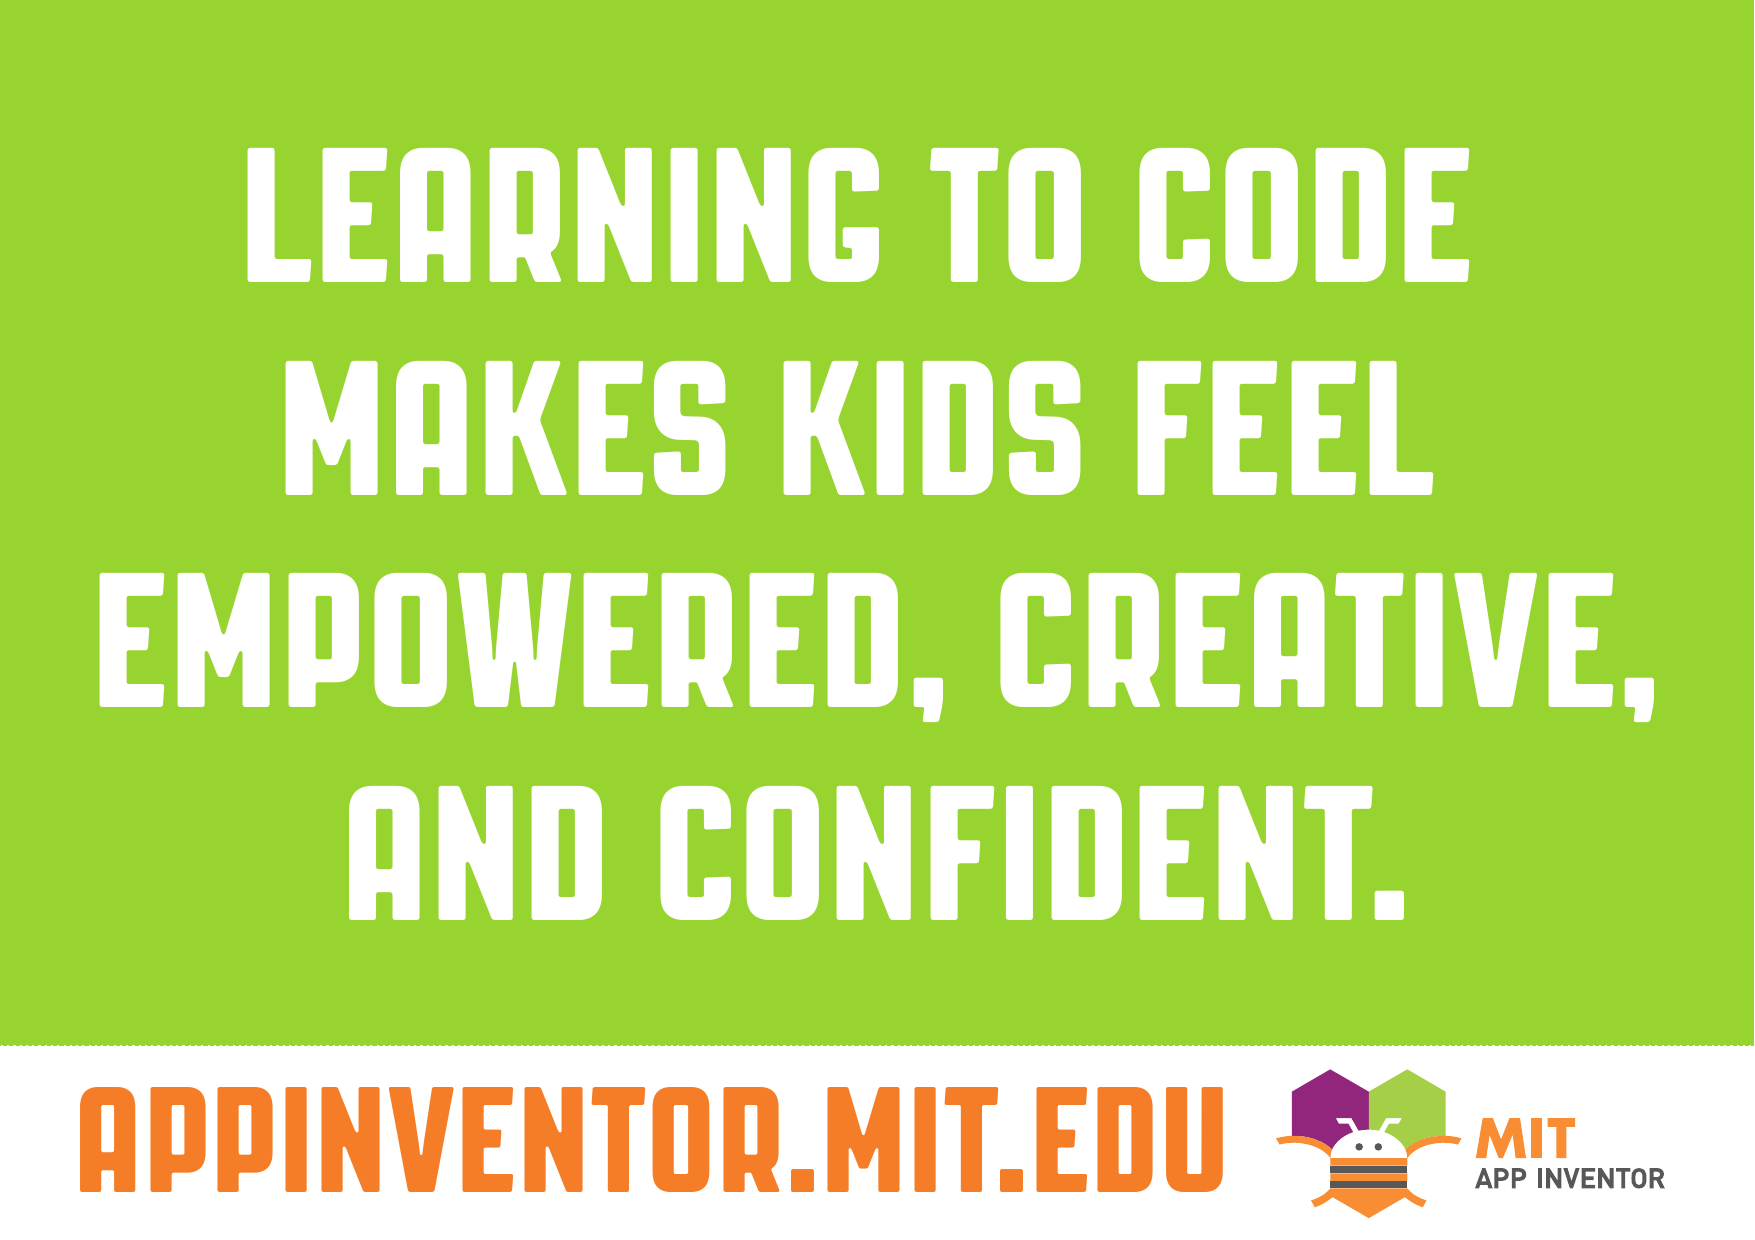 LEARNING TO CODE
MAKES KIDS FEEL
EMPOWERED, CREATIVE,
AND CONFIDENT.
APPINVENTOR.MIT.EDU
MIT
APP INVENTOR